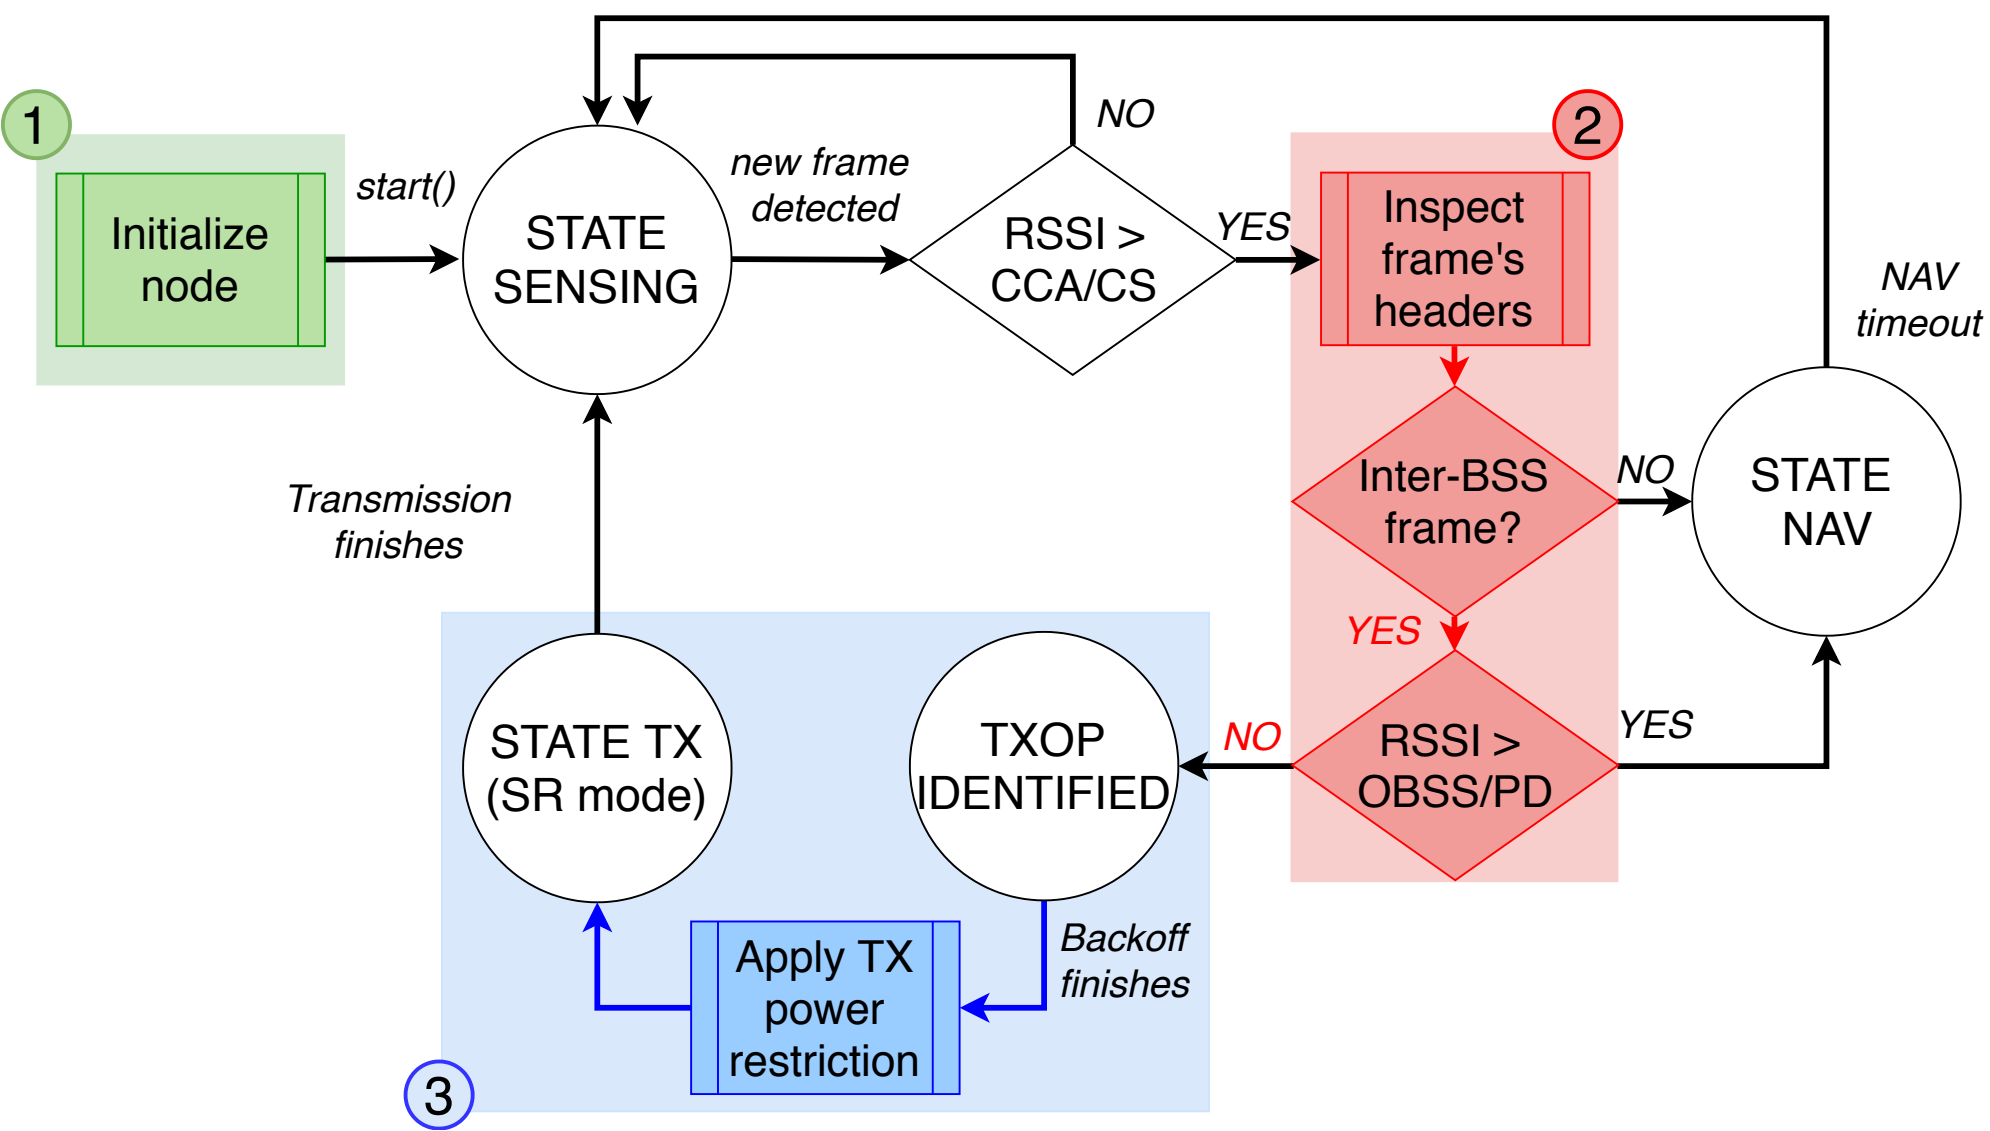 1
Initialize
node
start()
STATE
SENSING
new frame
detected
NO
RSSI >
CCA/CS
YES
2
Inspect
frame's
headers
NAV
timeout
Inter-BSS
frame?
NO
STATE
NAV
YES
RSSI >
OBSS/PD
YES
NO
TXOP
IDENTIFIED
Backoff
finishes
Apply TX
power
restriction
STATE TX
(SR mode)
Transmission
finishes
3